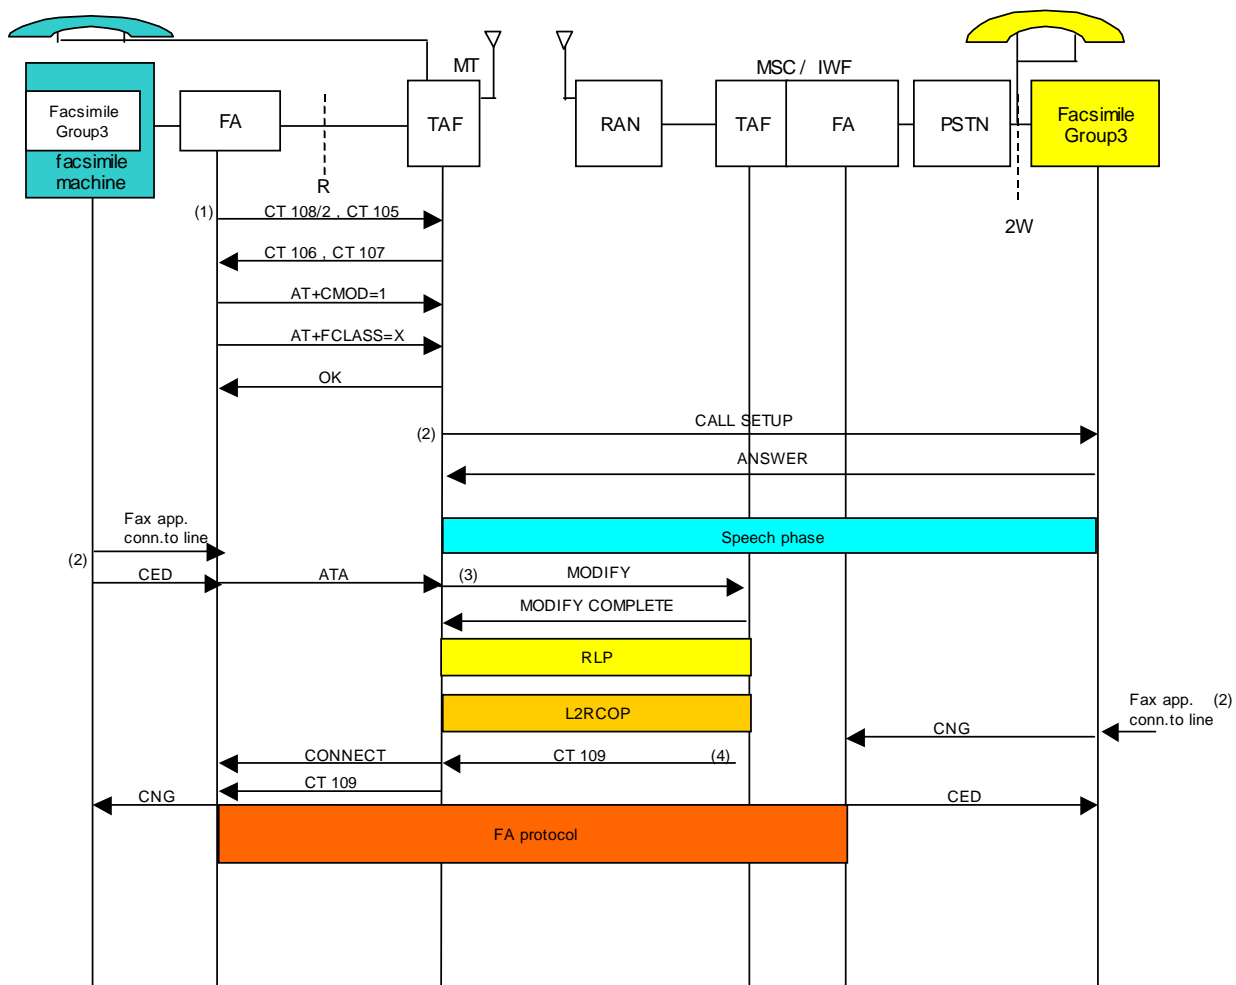 MT
MSC / IWF
Facsimile
Group3
facsimile
machine
FA
TAF
RAN
TAF
FA
PSTN
Facsimile
Group3
R
2W
(1)
CT 108/2 , CT 105
CT 106 , CT 107
AT+CMOD=1
AT+FCLASS=X
OK
(2)
CALL SETUP
ANSWER
Fax app.
conn.to line
(2)
Speech phase
CED
ATA
(3)
MODIFY
MODIFY COMPLETE
RLP
L2RCOP
Fax app.
(2)
conn.to line
CNG
CONNECT
CT 109
(4)
CT 109
CNG
CED
FA protocol